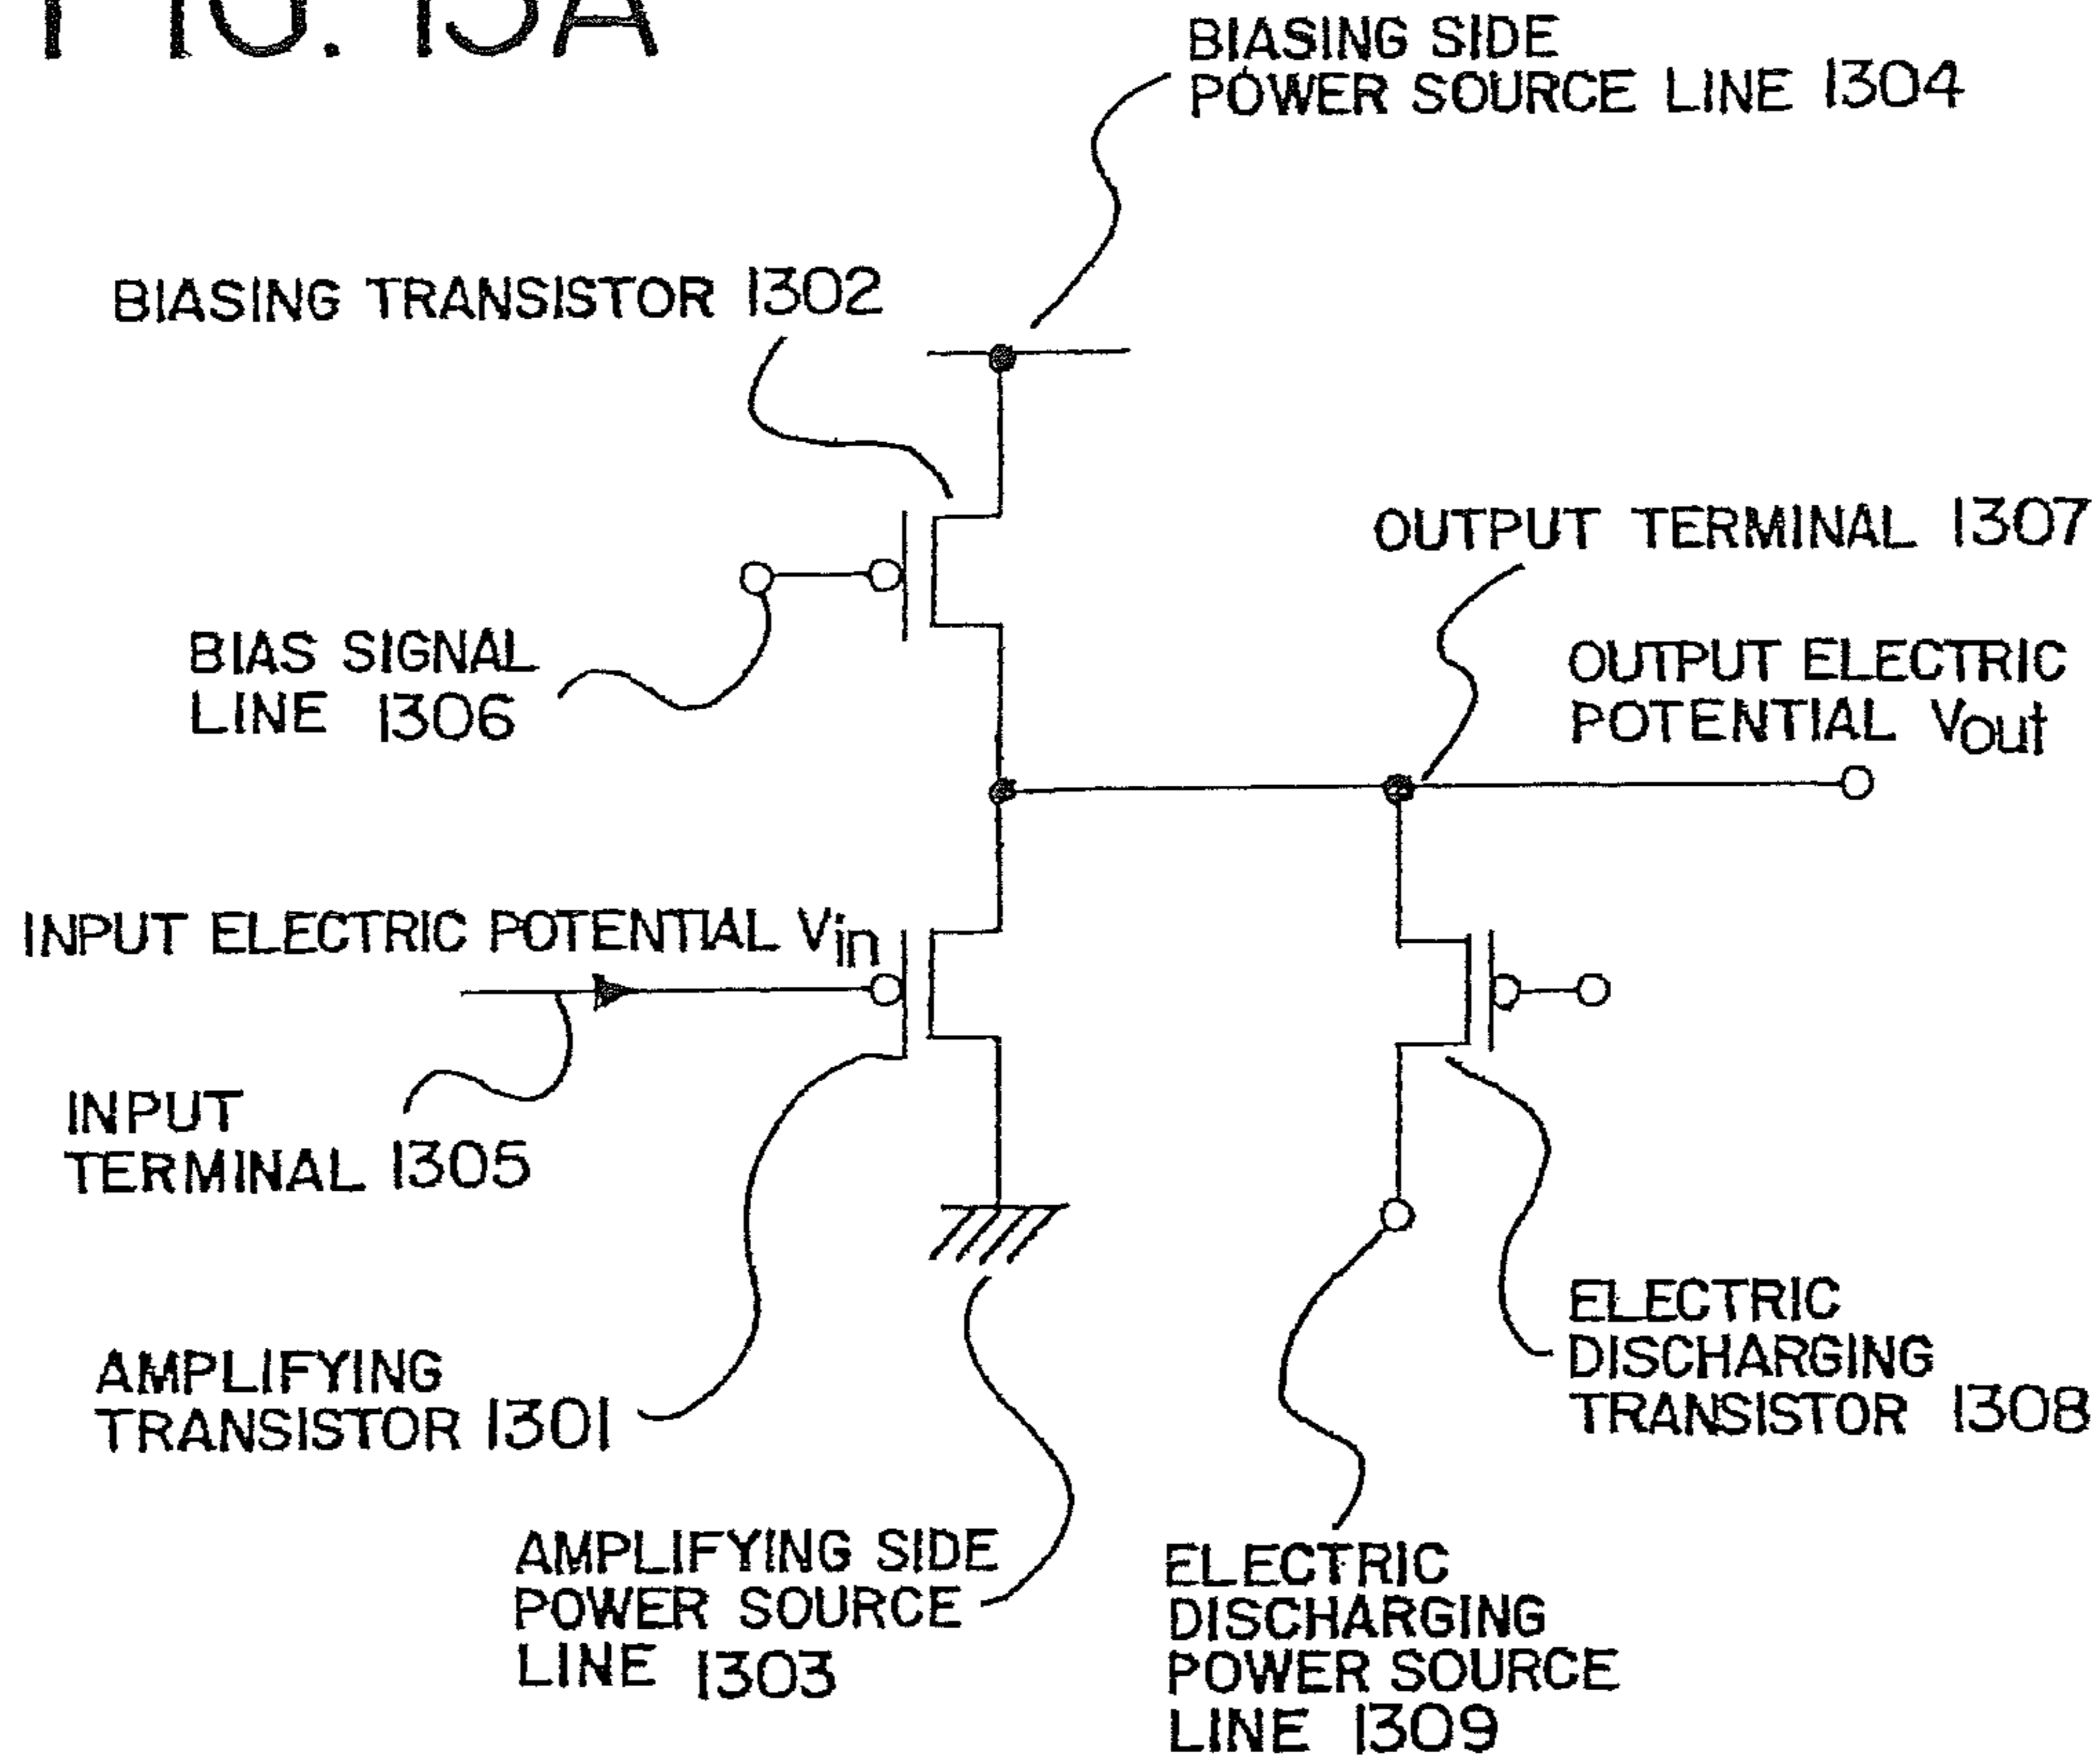 FIG. 13A
BIASING SIDE
POWER SOURCE LINE 1304
BIASING TRANSISTOR 1302
OUTPUT TERMINAL 1307
BIAS SIGNAL
LINE 1306
OUTPUT ELECTRIC
POTENTIAL Vout
INPUT ELECTRIC POTENTIAL Vin
INPUT
TERMINAL 1305
ELECTRIC
DISCHARGING
TRANSISTOR 1308
AMPLIFYING
TRANSISTOR 1301
AMPLIFYING SIDE
POWER SOURCE
LINE 1303
ELECTRIC
DISCHARGING
POWER SOURCE
LINE 1309